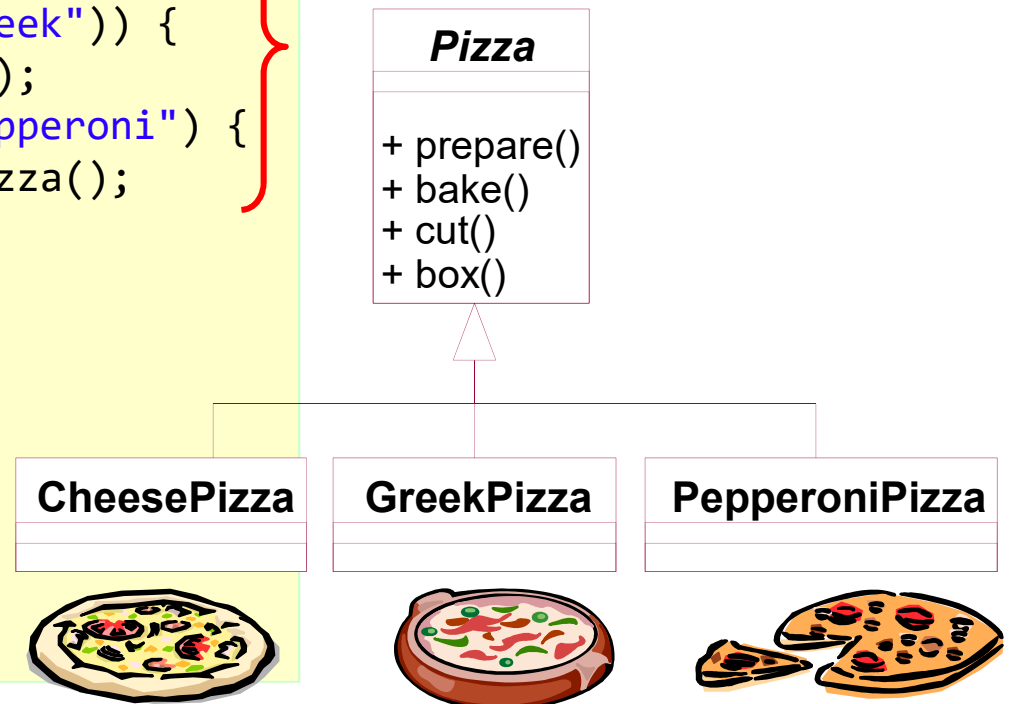 eek")) {
);
pperoni") {
zza();
Pizza
+ prepare()
+ bake()
+ cut()
+ box()
CheesePizza
GreekPizza
PepperoniPizza